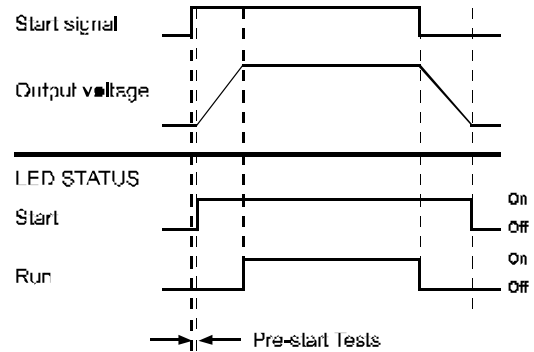 Start signal
Output voltage
LED STATUS
Start
On
Off
Run
On
Off
Pre-start Tests